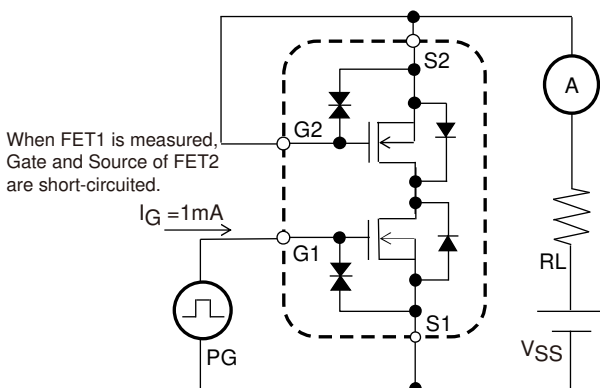 S2
A
G2
When FET1 is measured,
Gate and Source of FET2
are short-circuited.
IG =1mA
G1
RL
S1
VSS
PG